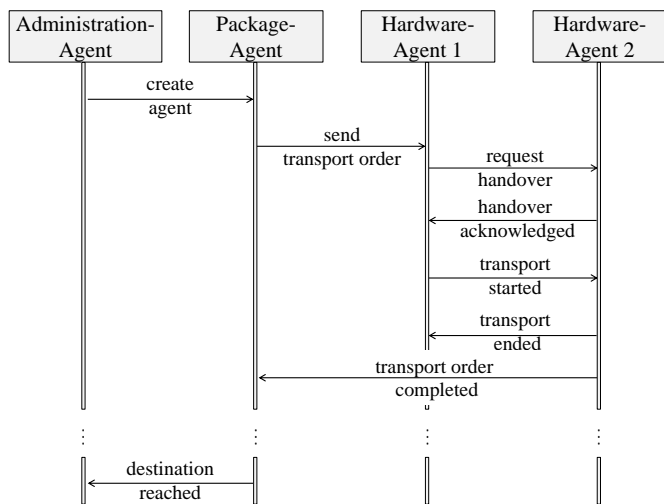 Administration-
Agent
Package-
Agent
Hardware-
Agent 1
Hardware-
Agent 2
create
agent
send
transport order
request
handover
handover
acknowledged
transport
started
transport
ended
transport order
completed
destination
reached